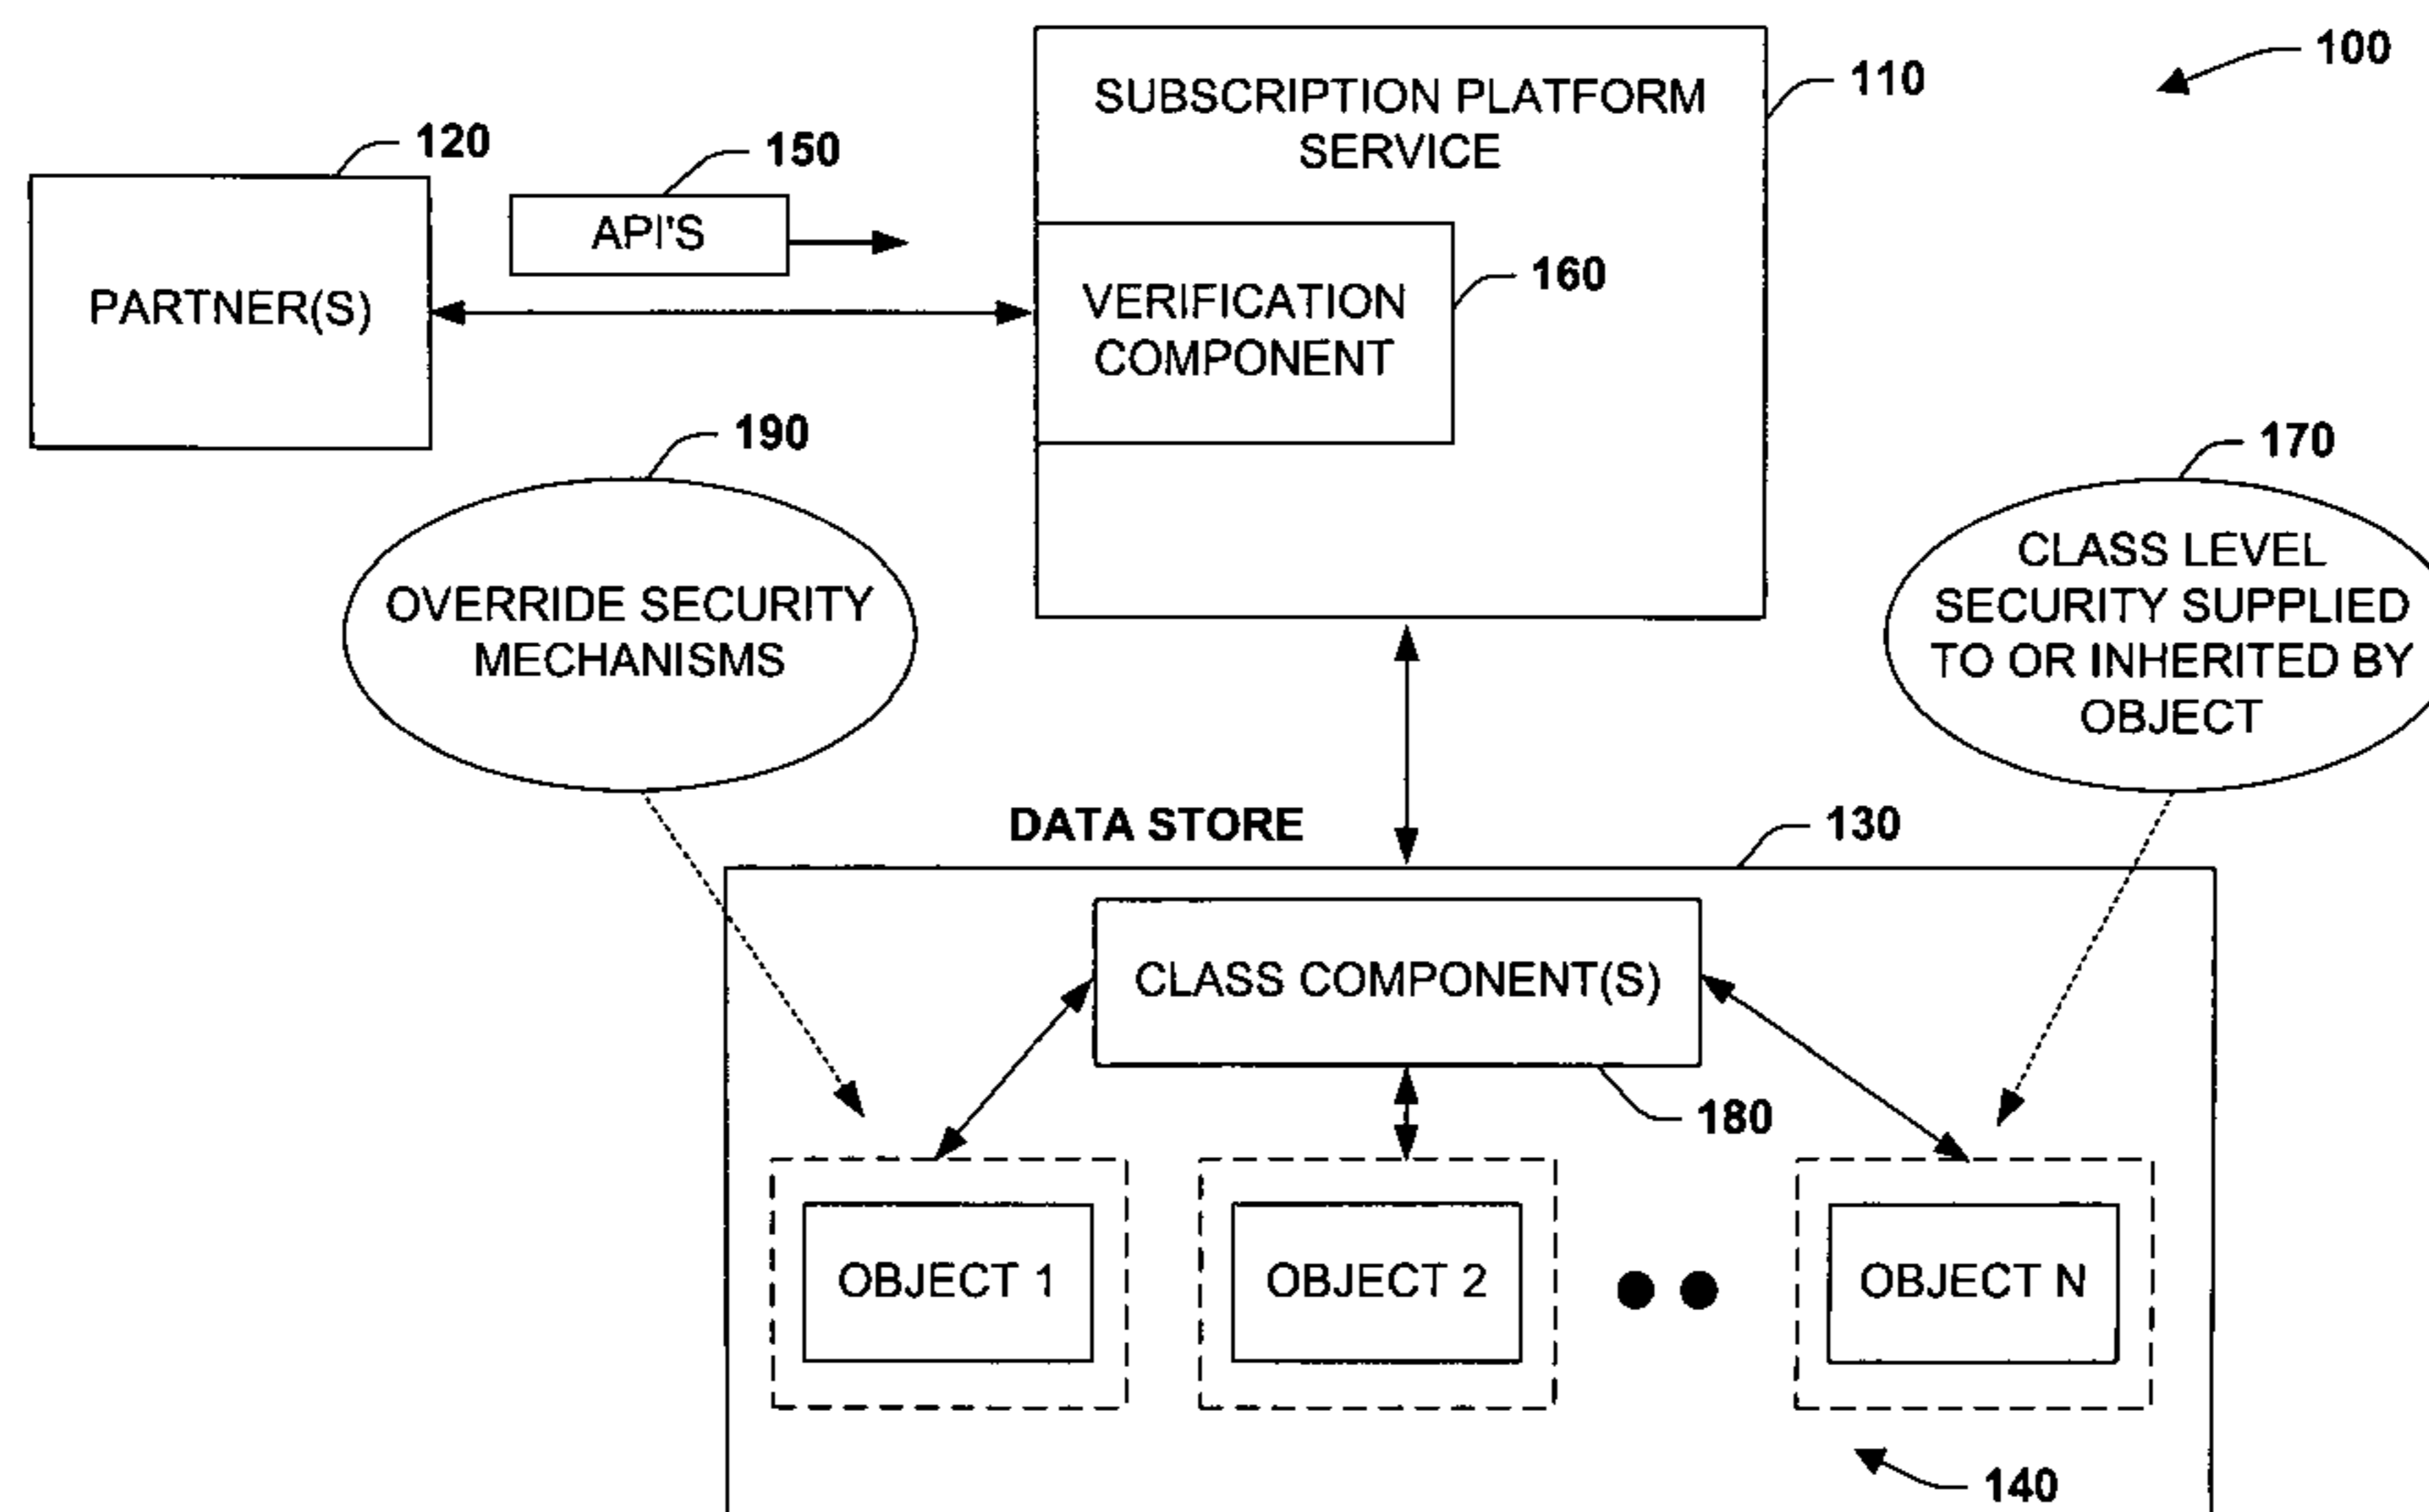 100
SUBSCRIPTION PLATFORM
SERVICE
110
120
150
API'S
PARTNER(S)
VERIFICATION
COMPONENT
160
190
170
OVERRIDE SECURITY
MECHANISMS
CLASS LEVEL
SECURITY SUPPLIED
TO OR INHERITED BY
OBJECT
DATA STORE
130
CLASS COMPONENT(S)
180
OBJECT 1
OBJECT 2
OBJECT N
140